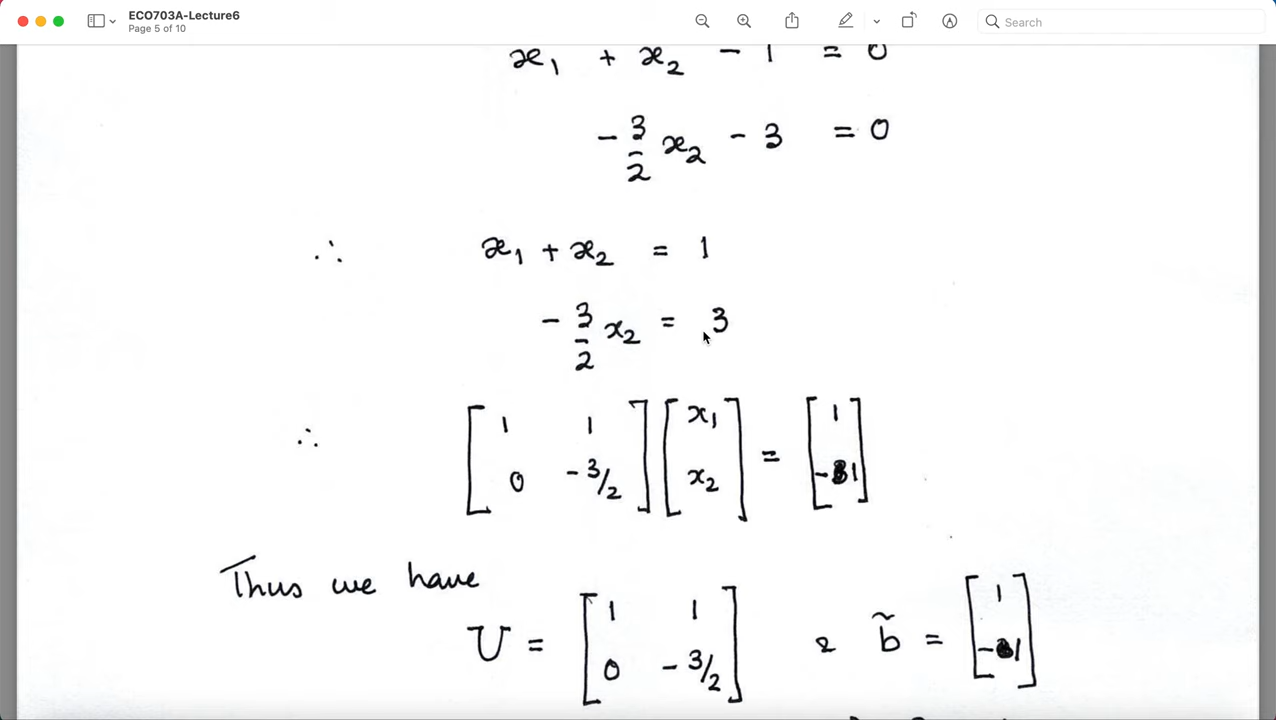 ECO703A-Lecture6
Page 5 of 10
Search
x₁ + x₂ - 1 = 0
- 3/2 x₂ - 3 = 0
∴ x₁ + x₂ = 1
- 3/2 x₂ = 3
∴ [1 1; 0 -3/2] [x₁; x₂] = [1; -1]
Thus we have
U = [1 1; 0 -3/2] & b̃ = [1; -1]